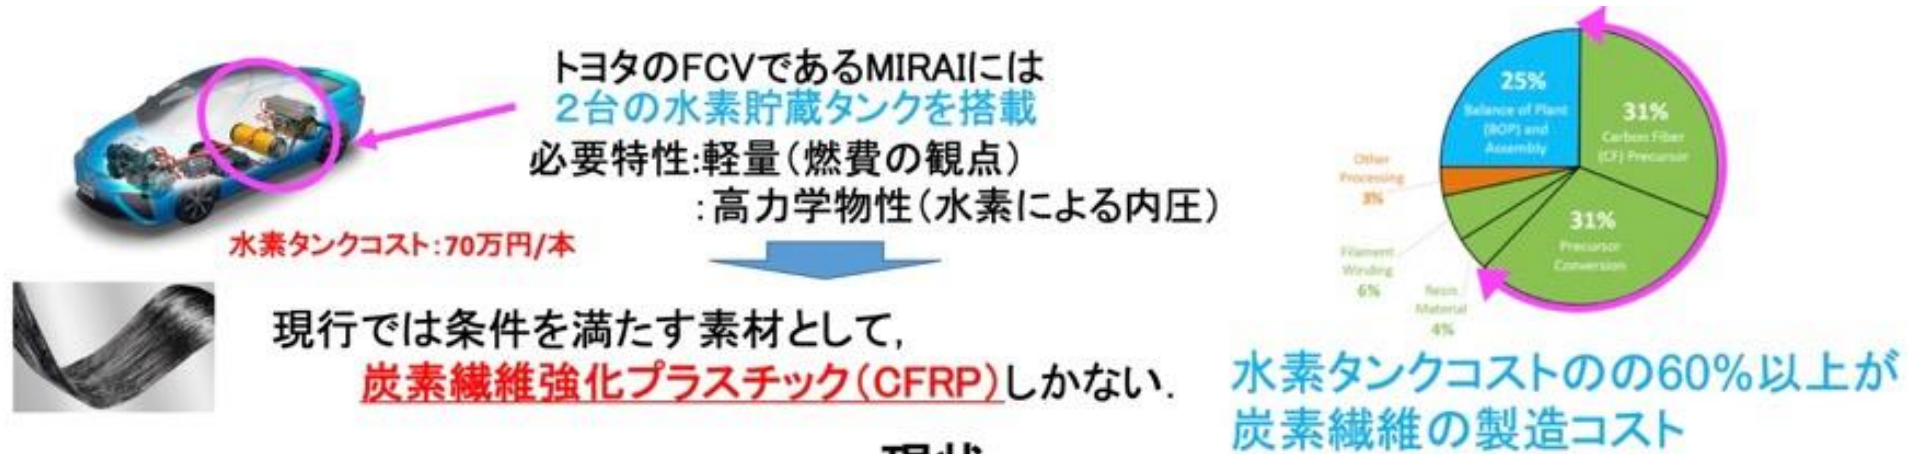 トヨタのFCVであるMIRAIには
2台の水素貯蔵タンクを搭載
必要特性:軽量(燃費の観点)
:高力学物性(水素による内圧)
水素タンクコスト:70万円/本
現行では条件を満たす素材として,
炭素繊維強化プラスチック(CFRP)しかない.
25%
Balance of Plant
(BOP) and
Assembly
31%
Carbon Fiber
(CF) Precursor
Other
Processing
3%
31%
Precursor
Conversion
Filament
Winding
6%
Resin
Material
4%
水素タンクコストのの60%以上が
炭素繊維の製造コスト